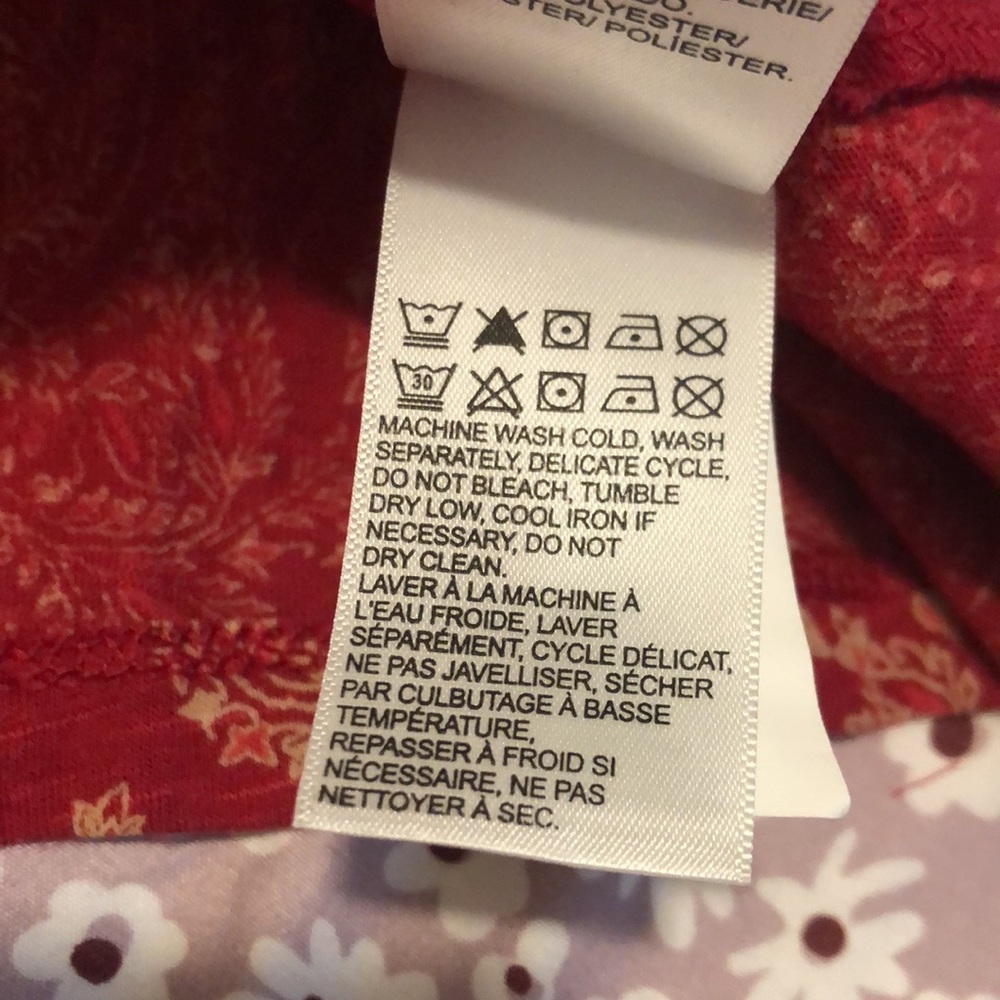 DO.
POLYESTER/
POLÍESTER.
30
MACHINE WASH COLD, WASH
SEPARATELY, DELICATE CYCLE,
DO NOT BLEACH, TUMBLE
DRY LOW, COOL IRON IF
NECESSARY, DO NOT
DRY CLEAN.
LAVER À LA MACHINE À
L'EAU FROIDE, LAVER
SÉPARÉMENT, CYCLE DÉLICAT,
NE PAS JAVELLISER, SÉCHER
PAR CULBUTAGE À BASSE
TEMPÉRATURE,
REPASSER À FROID SI
NÉCESSAIRE, NE PAS
NETTOYER À SEC.